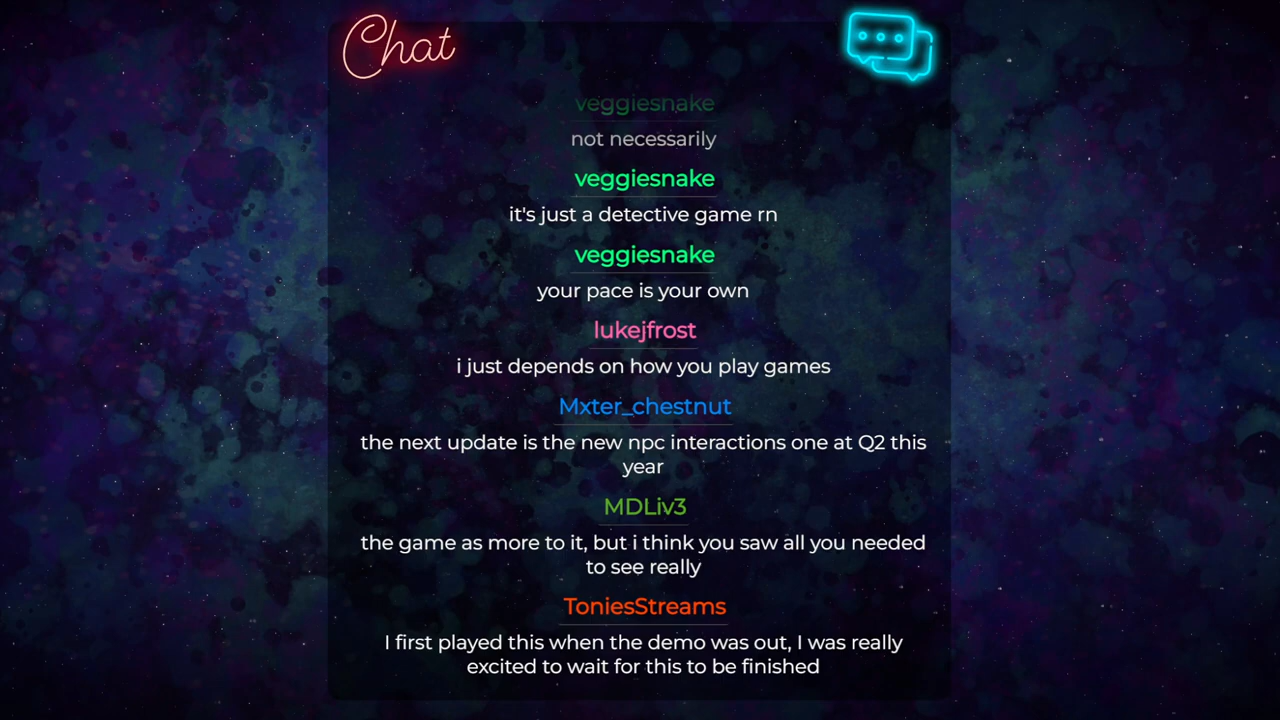 Chat
veggiesnake
not necessarily
veggiesnake
it's just a detective game rn
veggiesnake
your pace is your own
lukejfrost
i just depends on how you play games
Mxter_chestnut
the next update is the new npc interactions one at Q2 this
year
MDLiv3
the game as more to it, but i think you saw all you needed
to see really
ToniesStreams
I first played this when the demo was out, I was really
excited to wait for this to be finished